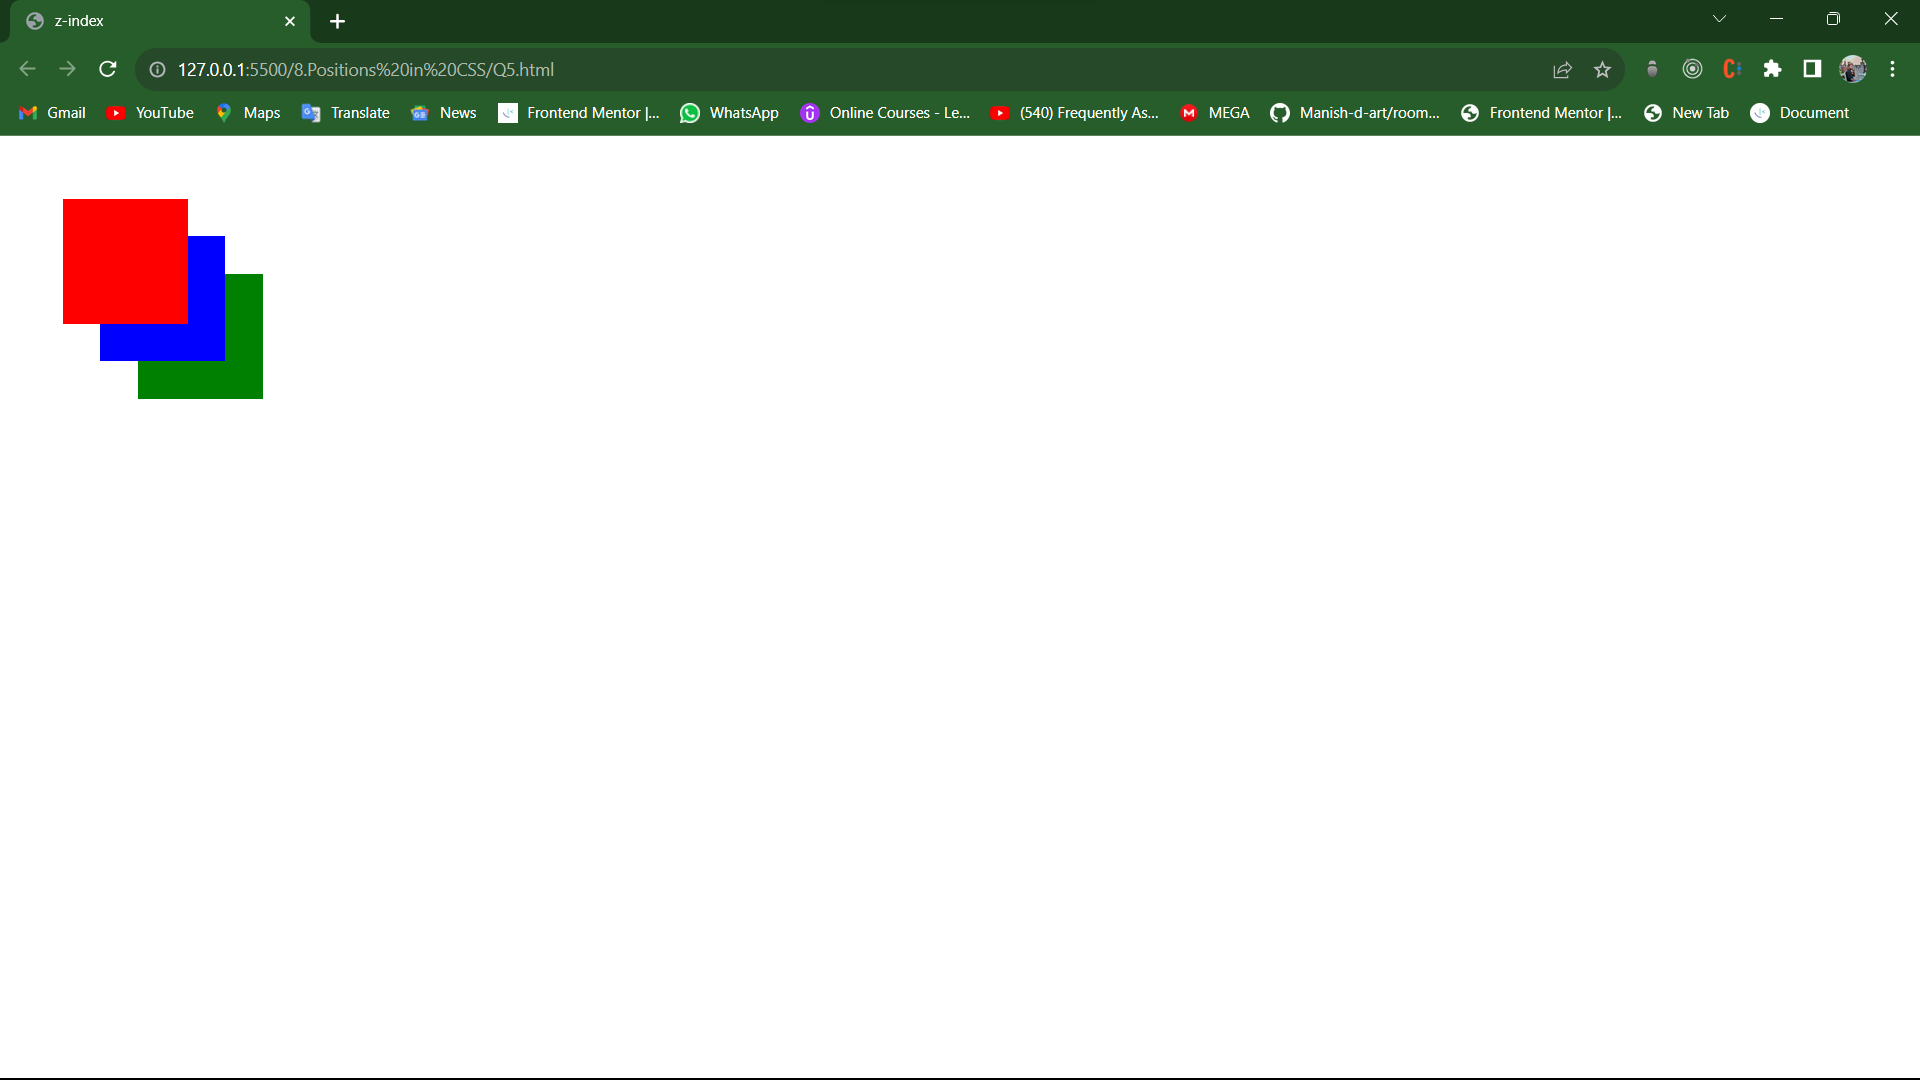 z-index
127.0.0.1:5500/8.Positions%20in%20CSS/Q5.html
Gmail YouTube Maps Translate News Frontend Mentor |... WhatsApp Online Courses - Le... (540) Frequently As... MEGA Manish-d-art/room... Frontend Mentor |... New Tab Document